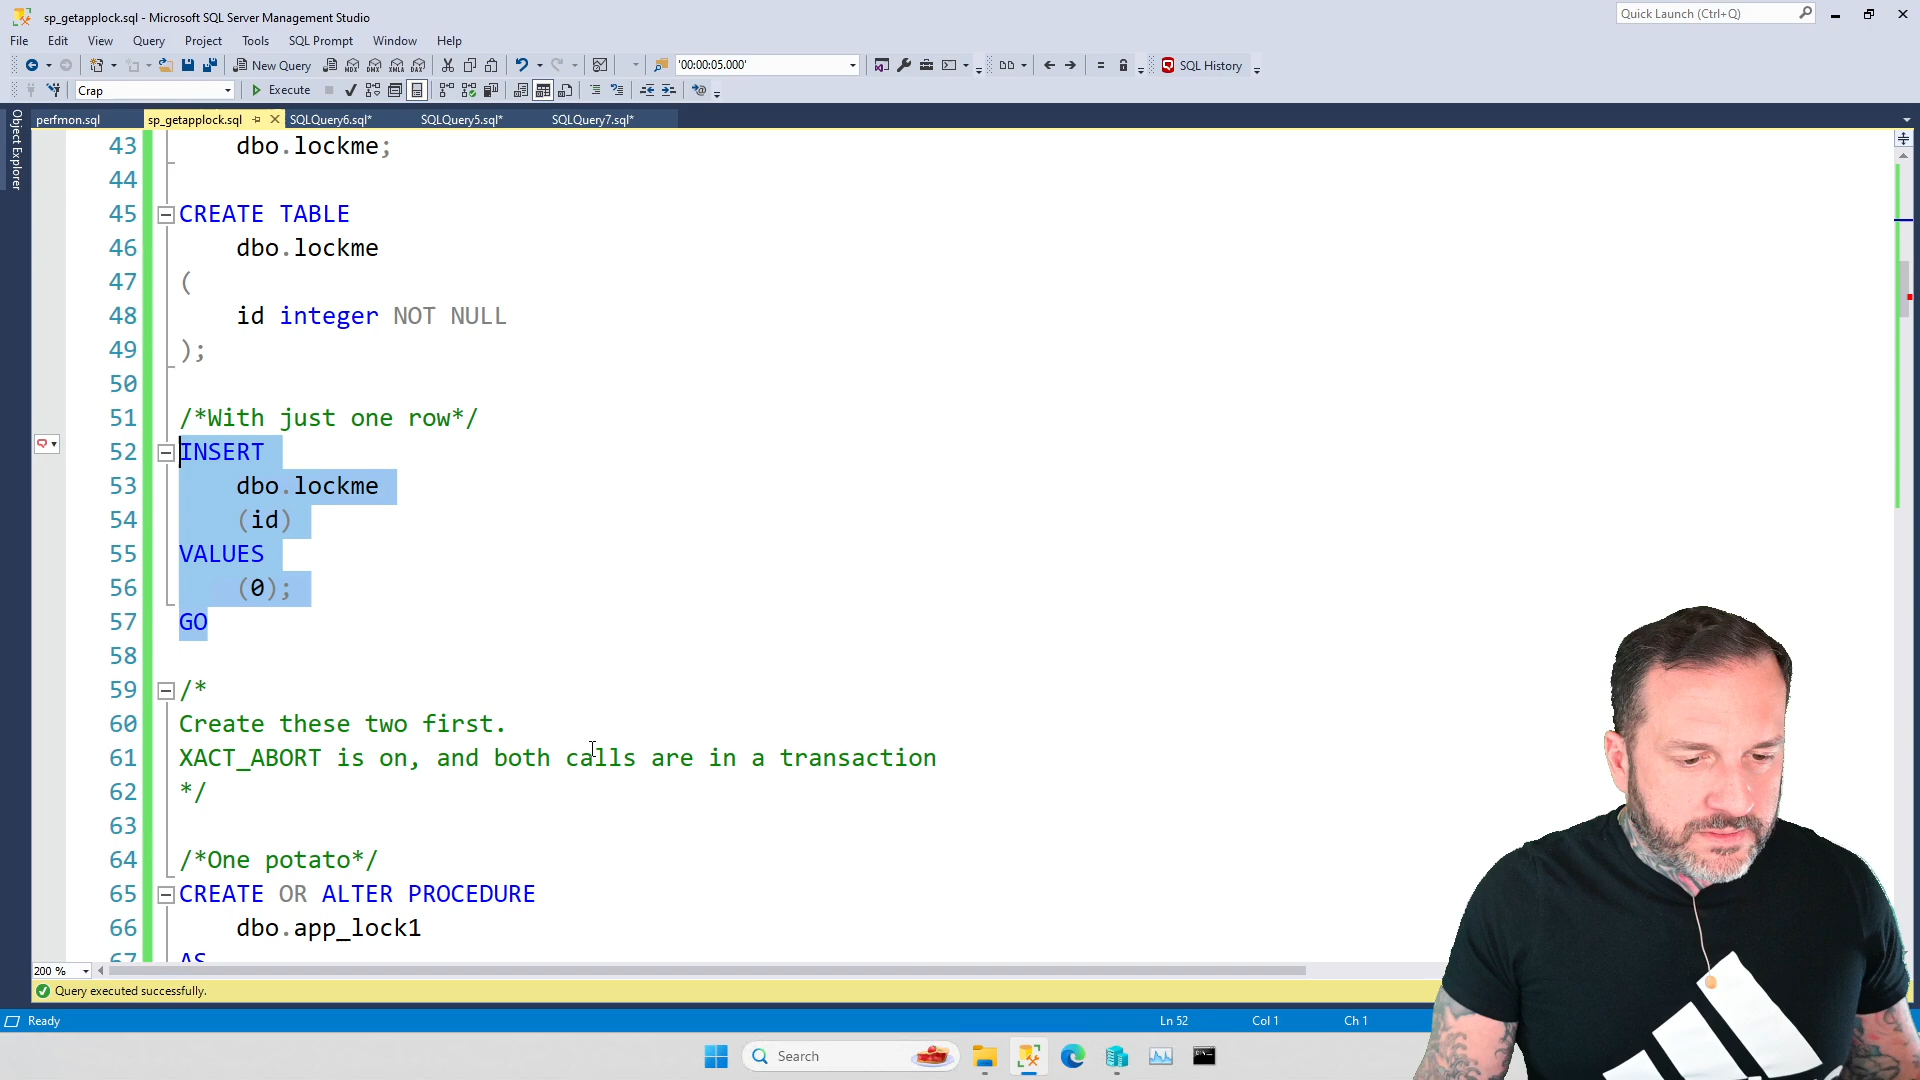 sp_getapplock.sql - Microsoft SQL Server Management Studio
Quick Launch (Ctrl+Q)
File Edit View Query Project Tools SQL Prompt Window Help
New Query MDX DMX XMLA DAX '00:00:05.000' SQL History
Crap Execute
Object Explorer
perfmon.sql sp_getapplock.sql SQLQuery6.sql* SQLQuery5.sql* SQLQuery7.sql*
43 dbo.lockme;
44
45 CREATE TABLE
46 dbo.lockme
47 (
48 id integer NOT NULL
49 );
50
51 /*With just one row*/
52 INSERT
53 dbo.lockme
54 (id)
55 VALUES
56 (0);
57 GO
58
59 /*
60 Create these two first.
61 XACT_ABORT is on, and both calls are in a transaction
62 */
63
64 /*One potato*/
65 CREATE OR ALTER PROCEDURE
66 dbo.app_lock1
67 AS
200 %
Query executed successfully.
Ready Ln 52 Col 1 Ch 1
Search